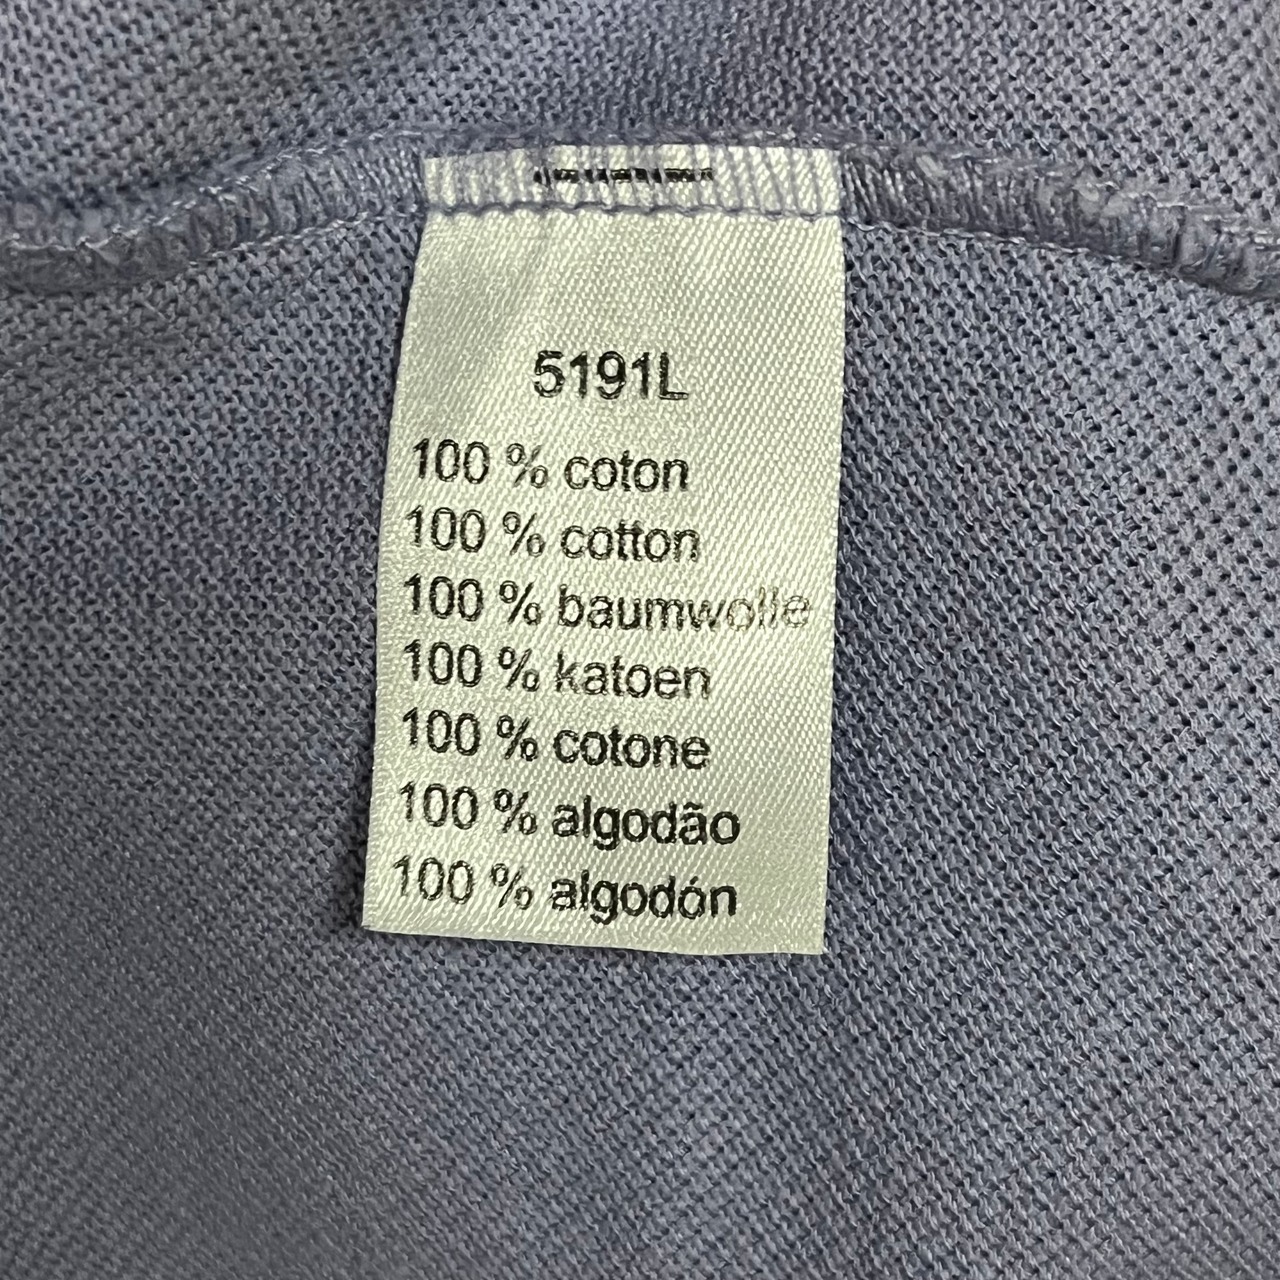 5191L
100 % coton
100 % cotton
100 % baumwolle
100 % katoen
100 % cotone
100 % algodão
100 % algodón